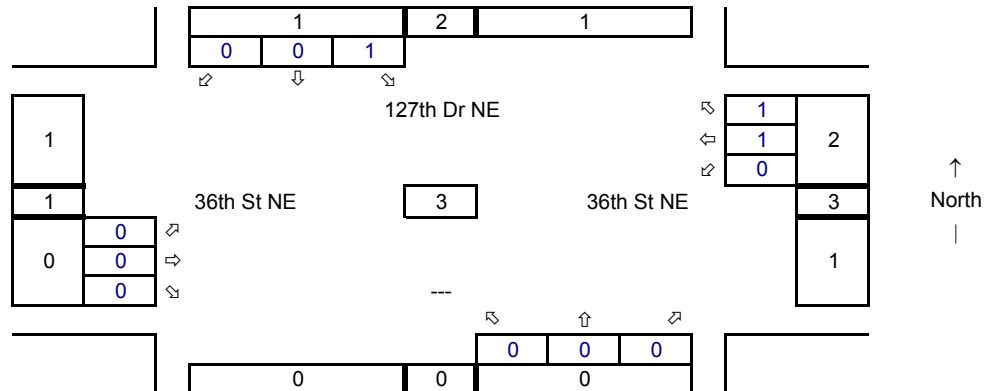 1 2 1
0 0 1
⬃ ⇩ ⬂
127th Dr NE
⬁ 1
1 ⇦ 1 2
⬃ 0
↑
1 36th St NE 3 36th St NE 3 North
|
0 ⬀
0 0 ⇨ 1
0 ⬂ ---
⬁ ⇧ ⬀
0 0 0
0 0 0